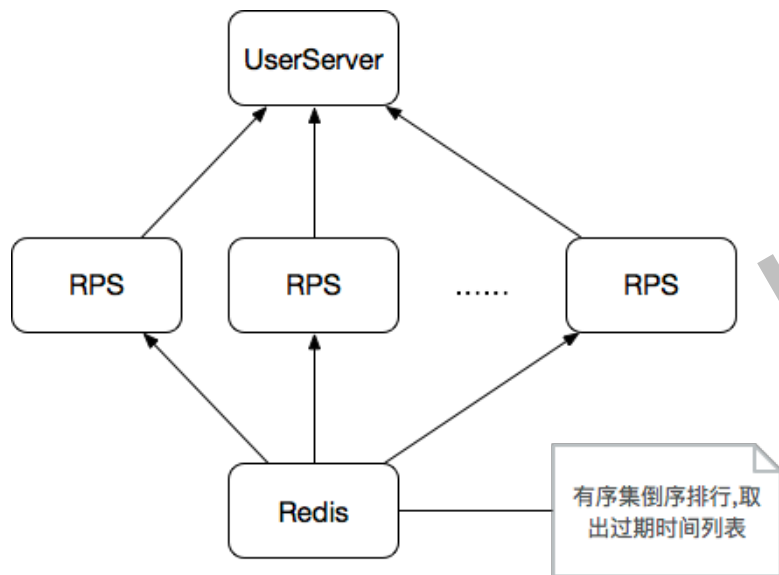 UserServer
RPS
RPS
......
RPS
Redis
有序集倒序排行,取
出过期时间列表